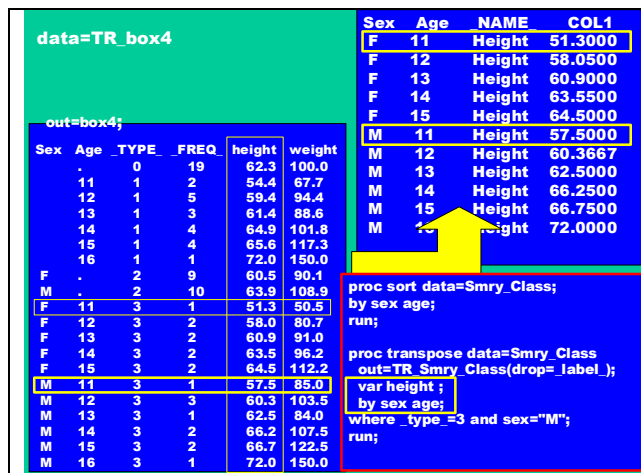 data=TR_box4
out=box4;
Sex Age _TYPE_ _FREQ_ height weight
. 0 19 62.3 100.0
11 1 2 54.4 67.7
12 1 5 59.4 94.4
13 1 3 61.4 88.6
14 1 4 64.9 101.8
15 1 4 65.6 117.3
16 1 1 72.0 150.0
F . 2 9 60.5 90.1
M . 2 10 63.9 108.9
F 11 3 1 51.3 50.5
F 12 3 2 58.0 80.7
F 13 3 2 60.9 91.0
F 14 3 2 63.5 96.2
F 15 3 2 64.5 112.2
M 11 3 1 57.5 85.0
M 12 3 3 60.3 103.5
M 13 3 1 62.5 84.0
M 14 3 2 66.2 107.5
M 15 3 2 66.7 122.5
M 16 3 1 72.0 150.0
Sex Age _NAME_ COL1
F 11 Height 51.3000
F 12 Height 58.0500
F 13 Height 60.9000
F 14 Height 63.5500
F 15 Height 64.5000
M 11 Height 57.5000
M 12 Height 60.3667
M 13 Height 62.5000
M 14 Height 66.2500
M 15 Height 66.7500
M Height 72.0000
proc sort data=Smry_Class;
by sex age;
run;
proc transpose data=Smry_Class
out=TR_Smry_Class(drop=_label_);
var height ;
by sex age;
where _type_=3 and sex="M";
run;